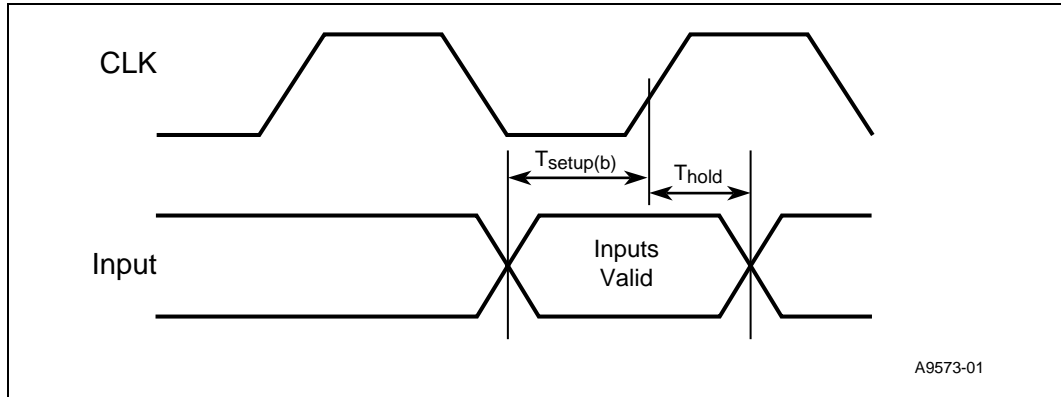 CLK
Tsetup(b)
Thold
Input
Inputs
Valid
A9573-01